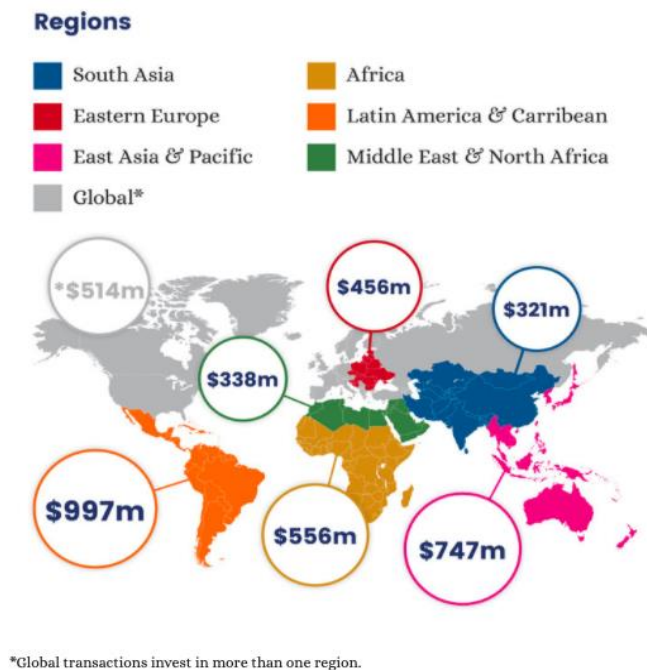 Regions
South Asia
Africa
Eastern Europe
Latin America & Carribean
East Asia & Pacific
Middle East & North Africa
Global*
*$514m
$456m
$321m
$338m
$997m
$556m
$747m
*Global transactions invest in more than one region.